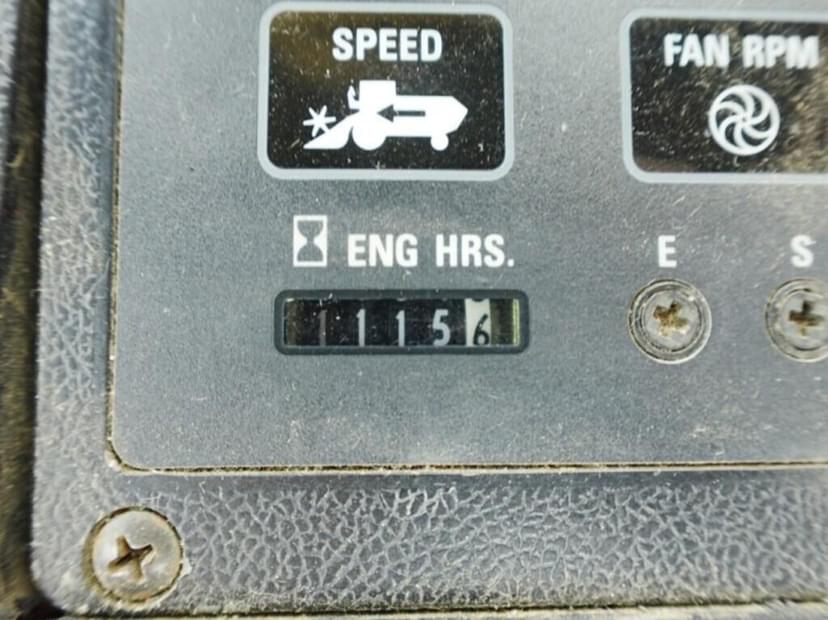 SPEED
FAN RPM
ENG HRS.
E
S
11156